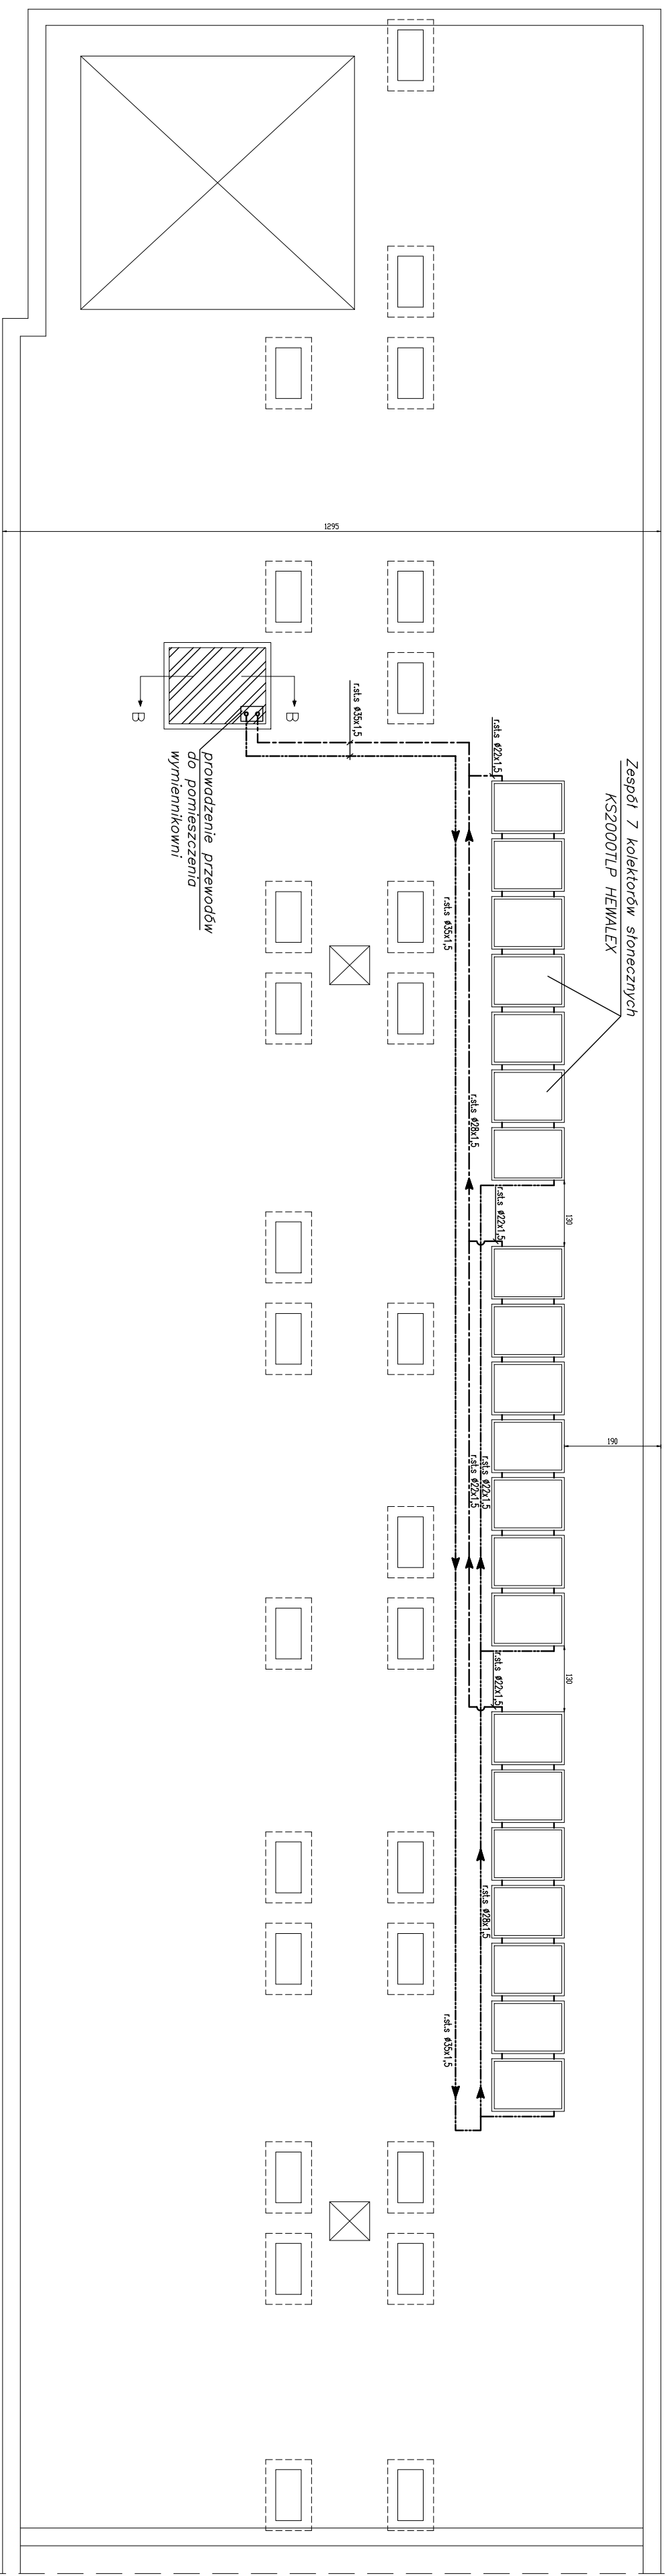 Zespół 7 kolektorów słonecznych
KS2000TLP HEWALEX
1295
190
130
130
r.st.s ø22x1,5
r.st.s ø35x1,5
r.st.s ø35x1,5
r.st.s ø28x1,5
r.st.s ø22x1,5
r.st.s ø22x1,5
r.st.s ø22x1,5
r.st.s ø22x1,5
r.st.s ø28x1,5
r.st.s ø35x1,5
B
B
prowadzenie przewodów
do pomieszczenia
wymiennikowni